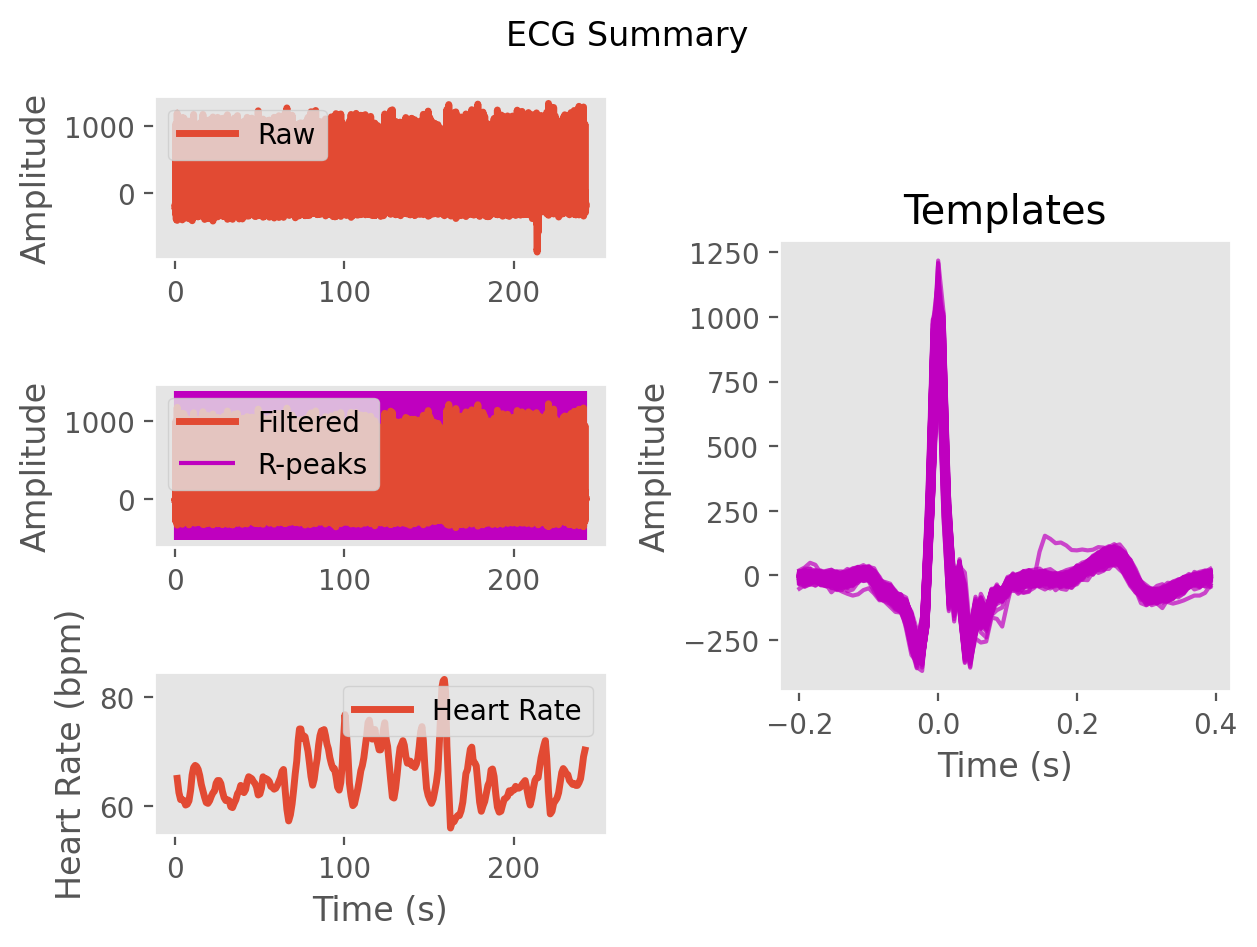 ECG Summary
Amplitude
1000
0
Raw
0 100 200
Amplitude
1000
0
Filtered
R-peaks
0 100 200
Heart Rate (bpm)
80
60
Heart Rate
0 100 200
Time (s)
Templates
Amplitude
1250
1000
750
500
250
0
−250
−0.2 0.0 0.2 0.4
Time (s)